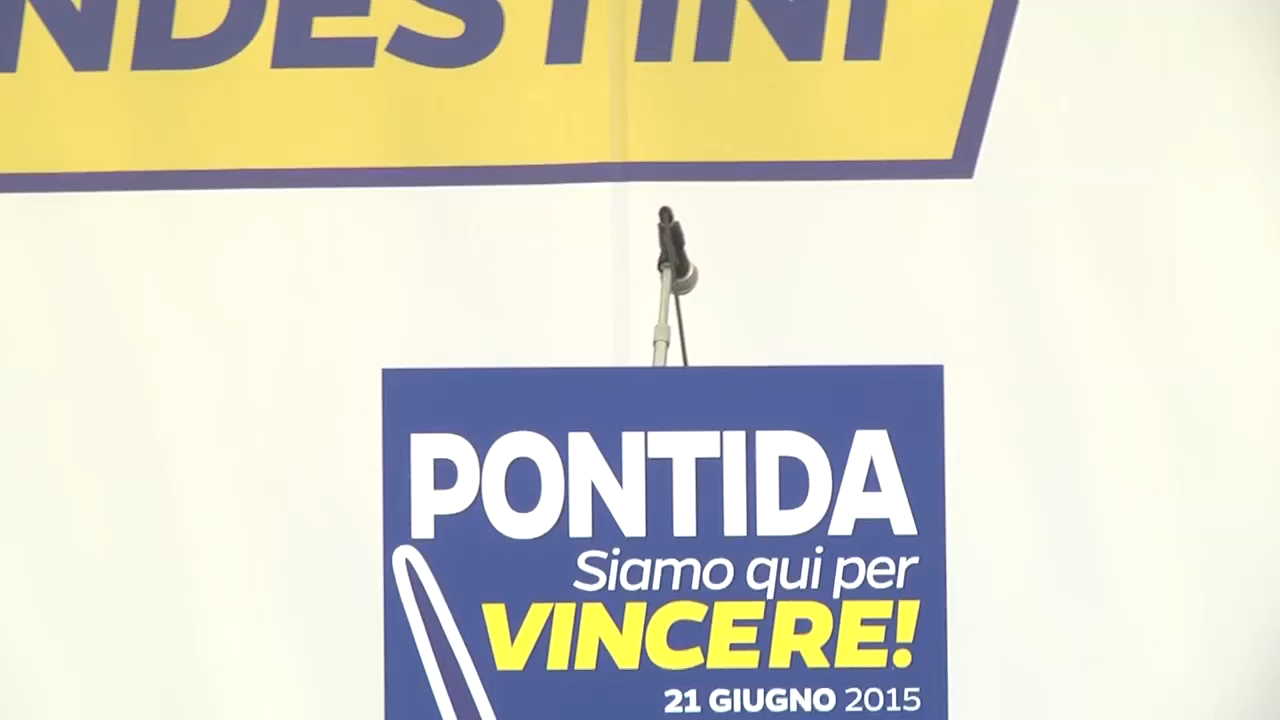 NDESTINI
PONTIDA
Siamo qui per
VINCERE!
21 GIUGNO 2015